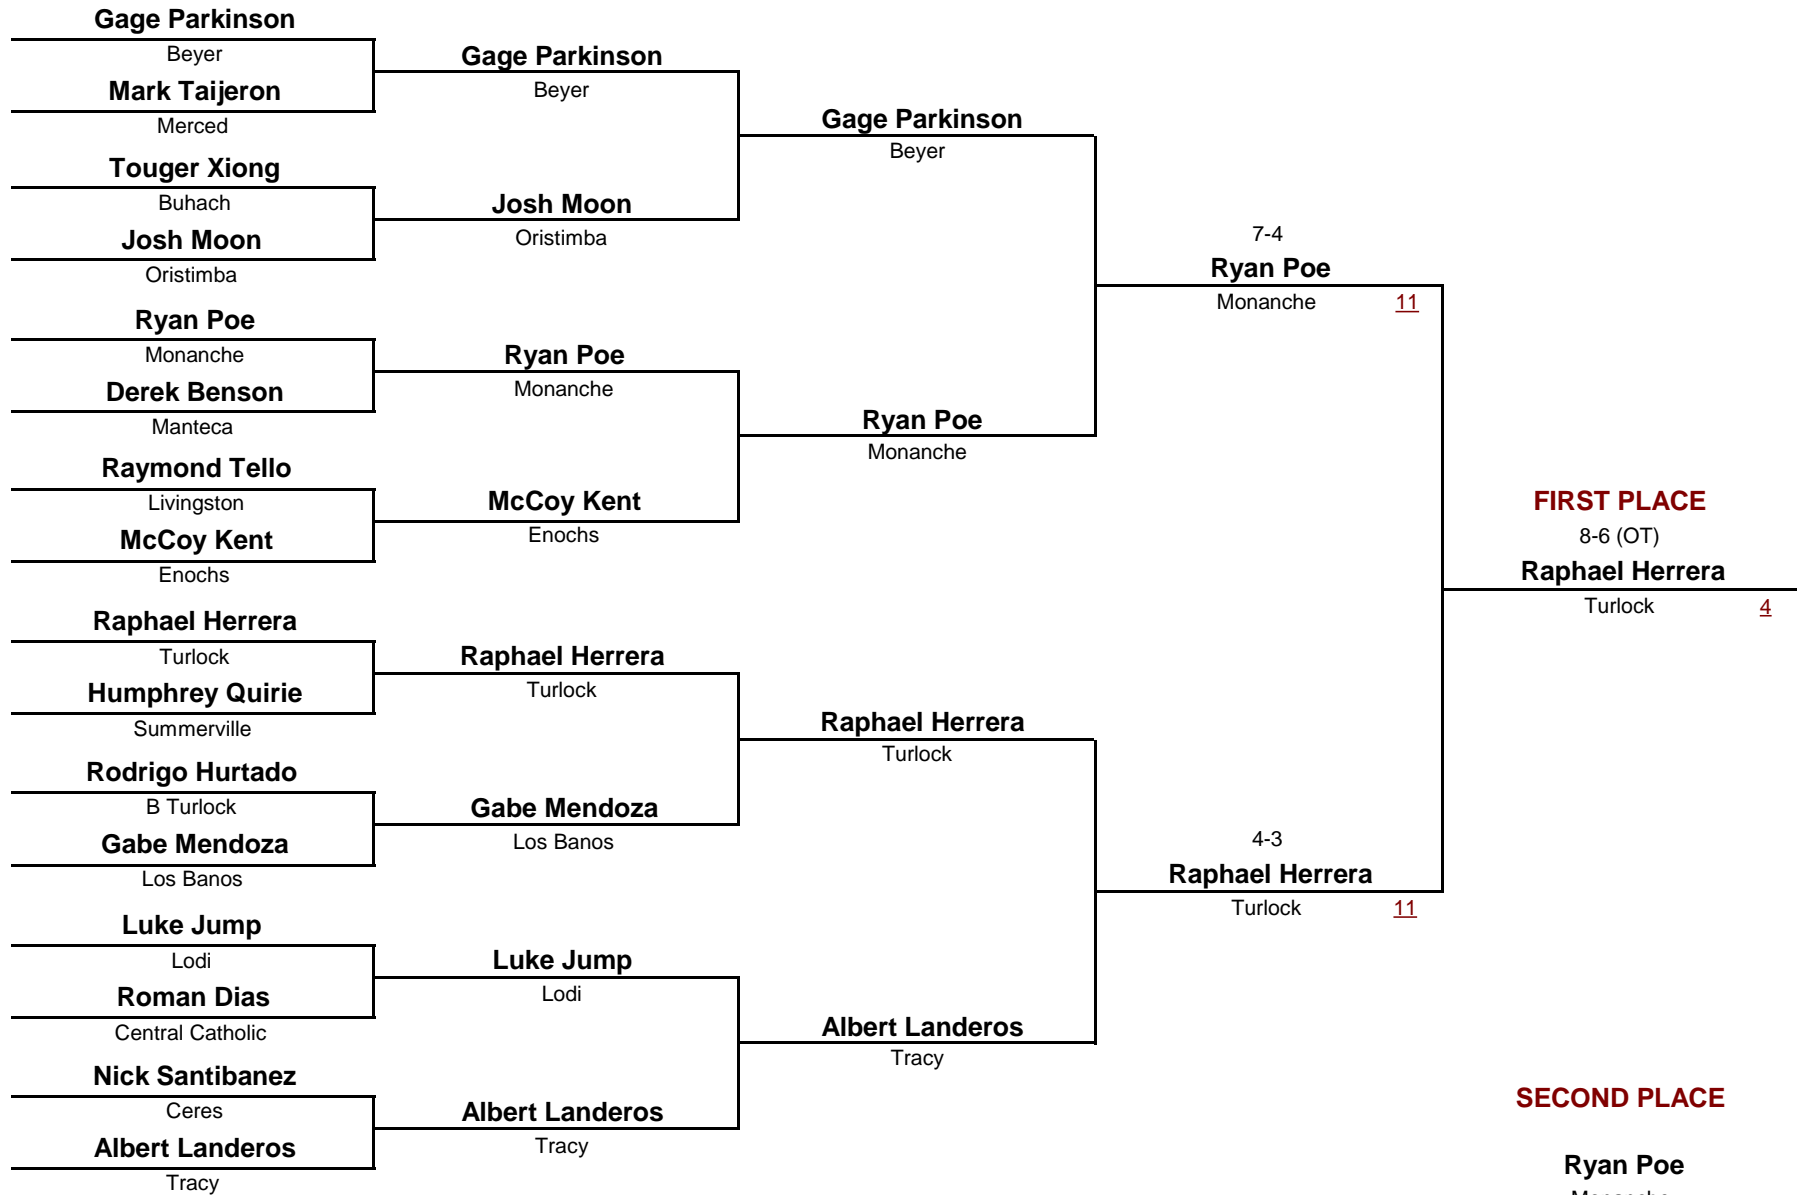 Gage Parkinson
Beyer
Mark Taijeron
Merced
Touger Xiong
Buhach
Josh Moon
Oristimba
Ryan Poe
Monanche
Derek Benson
Manteca
Raymond Tello
Livingston
McCoy Kent
Enochs
Raphael Herrera
Turlock
Humphrey Quirie
Summerville
Rodrigo Hurtado
B Turlock
Gabe Mendoza
Los Banos
Luke Jump
Lodi
Roman Dias
Central Catholic
Nick Santibanez
Ceres
Albert Landeros
Tracy
Gage Parkinson
Beyer
Josh Moon
Oristimba
Ryan Poe
Monanche
McCoy Kent
Enochs
Raphael Herrera
Turlock
Gabe Mendoza
Los Banos
Luke Jump
Lodi
Albert Landeros
Tracy
Gage Parkinson
Beyer
Ryan Poe
Monanche
Raphael Herrera
Turlock
Albert Landeros
Tracy
7-4
Ryan Poe
Monanche 11
4-3
Raphael Herrera
Turlock 11
FIRST PLACE
8-6 (OT)
Raphael Herrera
Turlock 4
SECOND PLACE
Ryan Poe
Monanche